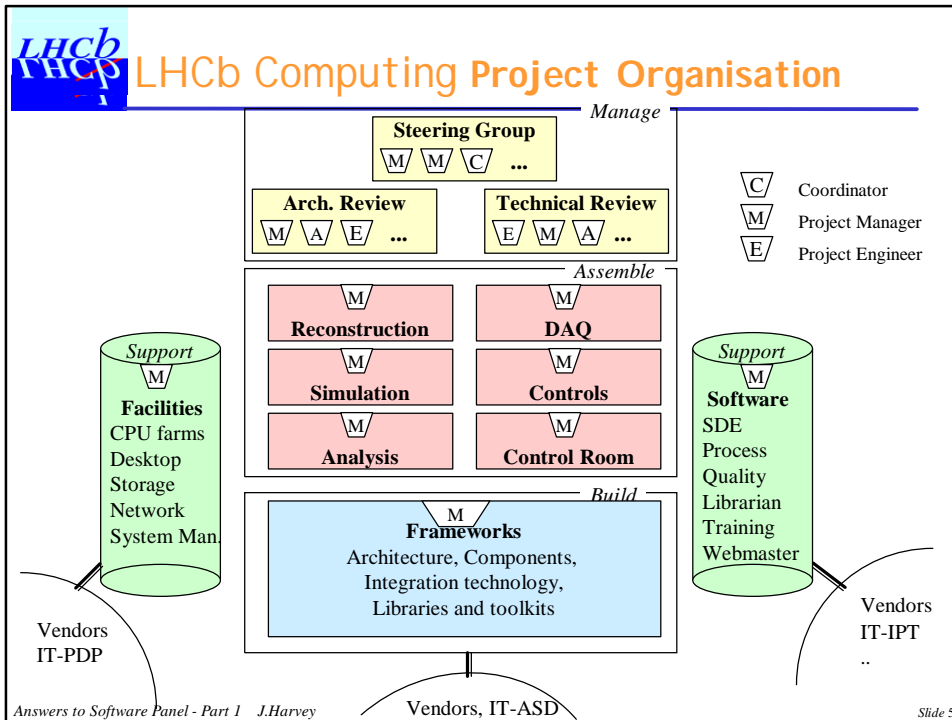 LHCb
LHCb
LHCb Computing Project Organisation
Manage
Steering Group
M M C ...
Arch. Review
M A E ...
Technical Review
E M A ...
C Coordinator
M Project Manager
E Project Engineer
Assemble
M
Reconstruction
M
DAQ
M
Simulation
M
Controls
M
Analysis
M
Control Room
Support
M
Facilities
CPU farms
Desktop
Storage
Network
System Man.
Support
M
Software
SDE
Process
Quality
Librarian
Training
Webmaster
Build
M
Frameworks
Architecture, Components,
Integration technology,
Libraries and toolkits
Vendors
IT-PDP
Vendors, IT-ASD
Vendors
IT-IPT
..
Answers to Software Panel - Part 1 J.Harvey
Slide 5